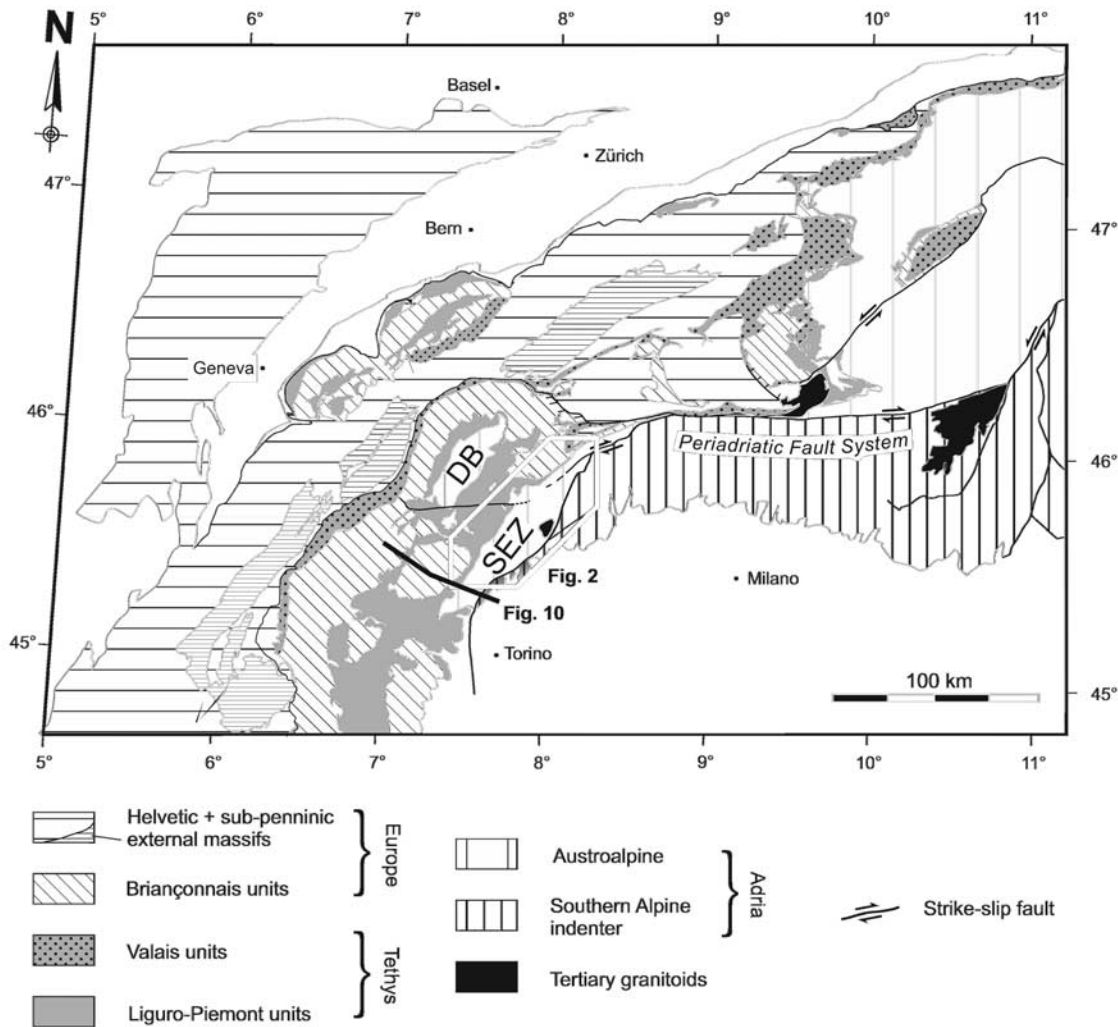 N
5° 6° 7° 8° 9° 10° 11°
Basel
Zürich
47°
Bern
47°
Geneva
46°
Periadriatic Fault System
46°
DB
SEZ
Fig. 2
Milano
Fig. 10
45°
Torino
100 km
45°
5° 6° 7° 8° 9° 10° 11°
Helvetic + sub-penninic
external massifs
Briançonnais units
Europe
Valais units
Liguro-Piemont units
Tethys
Austroalpine
Southern Alpine
indenter
Adria
Tertiary granitoids
Strike-slip fault